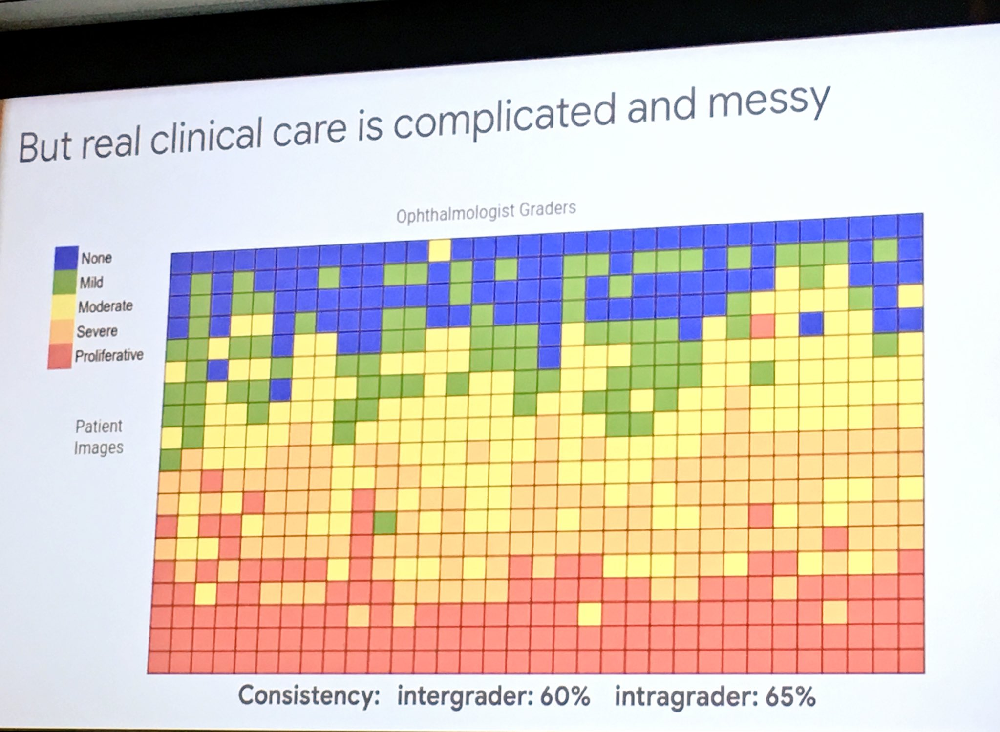 But real clinical care is complicated and messy
Ophthalmologist Graders
None
Mild
Moderate
Severe
Proliferative
Patient
Images
Consistency: intergrader: 60% intragrader: 65%